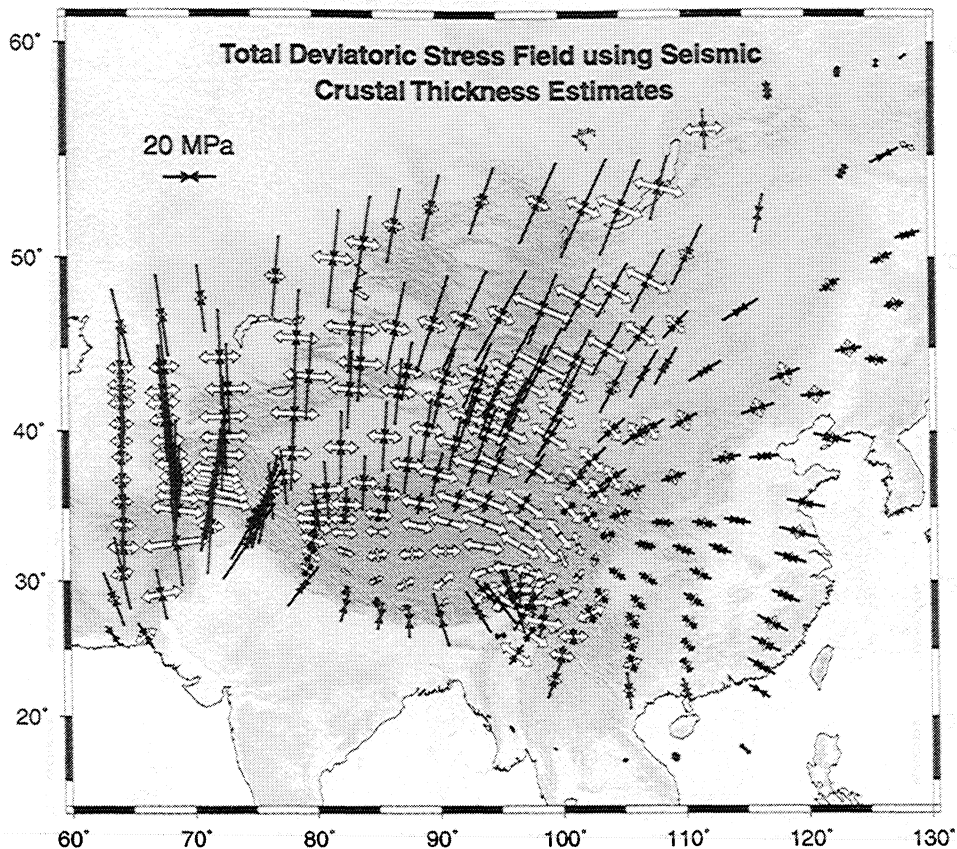 Total Deviatoric Stress Field using Seismic
Crustal Thickness Estimates
20 MPa
60°
50°
40°
30°
20°
60° 70° 80° 90° 100° 110° 120° 130°